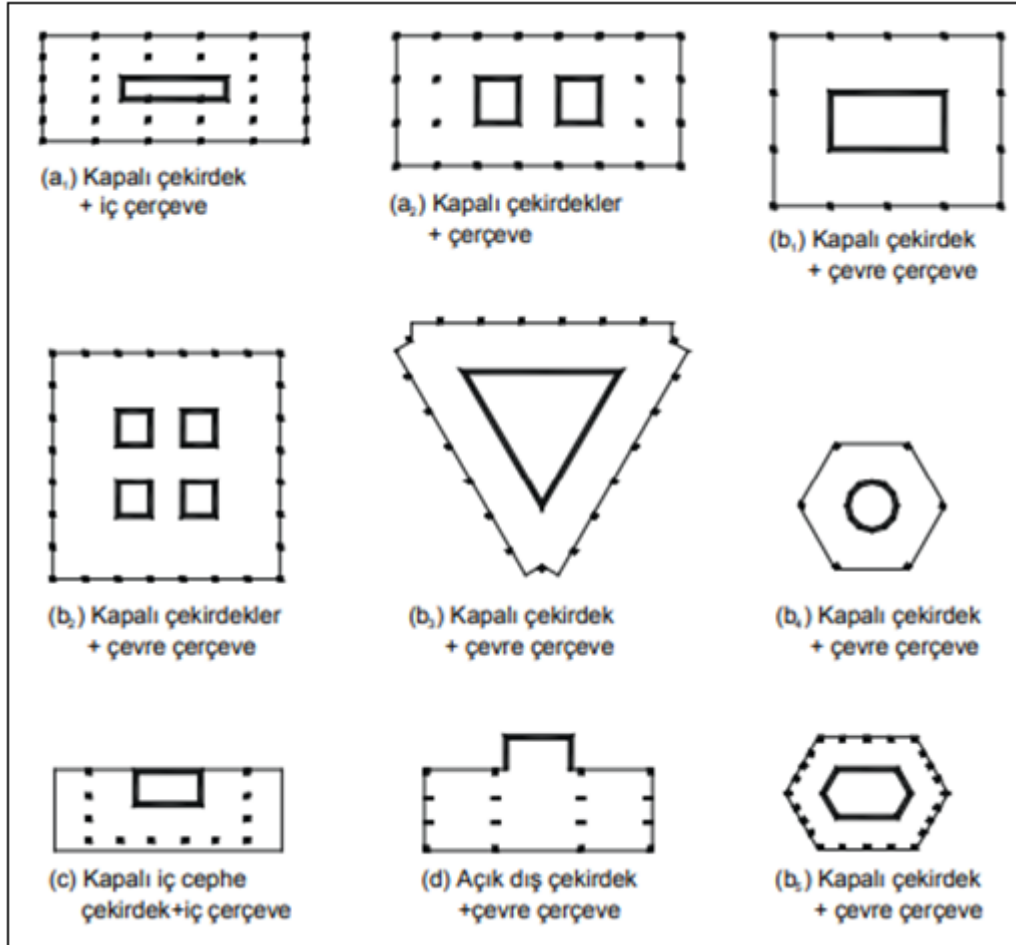 (a₁) Kapalı çekirdek
+ iç çerçeve
(a₂) Kapalı çekirdekler
+ çerçeve
(b₁) Kapalı çekirdek
+ çevre çerçeve
(b₂) Kapalı çekirdekler
+ çevre çerçeve
(b₃) Kapalı çekirdek
+ çevre çerçeve
(b₄) Kapalı çekirdek
+ çevre çerçeve
(c) Kapalı iç cephe
çekirdek+iç çerçeve
(d) Açık dış çekirdek
+çevre çerçeve
(b₅) Kapalı çekirdek
+ çevre çerçeve